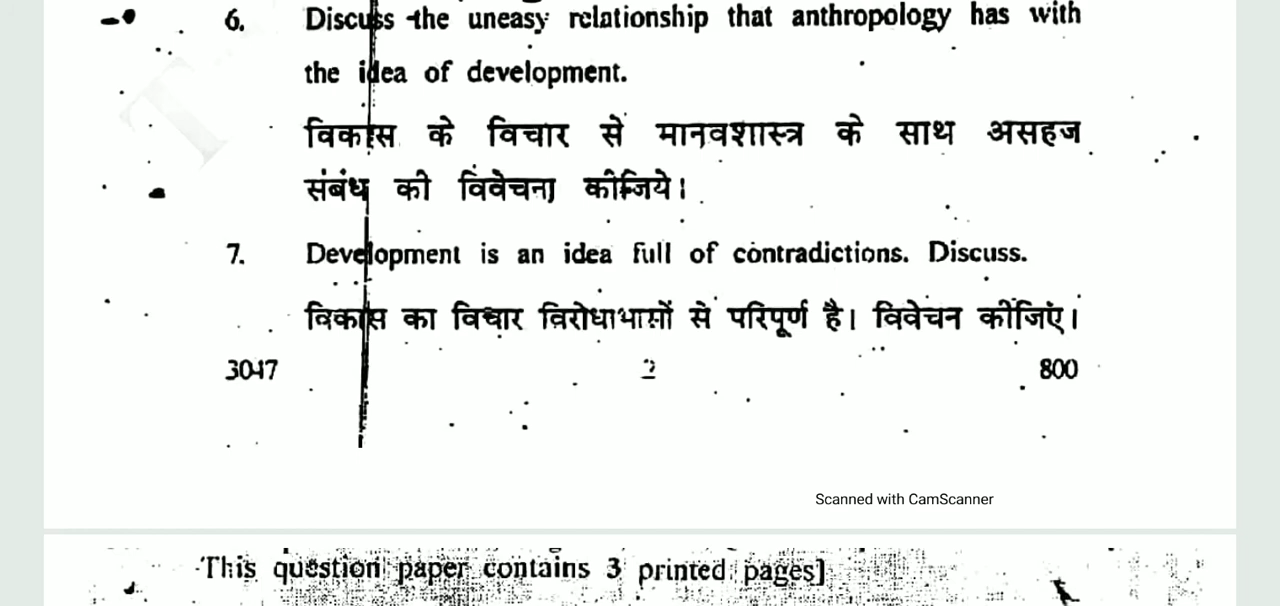 6. Discuss the uneasy relationship that anthropology has with
the idea of development.
विकास के विचार से मानवशास्त्र के साथ असहज
संबंध की विवेचना कीजिये।
7. Development is an idea full of contradictions. Discuss.
विकास का विचार विरोधाभासों से परिपूर्ण है। विवेचन कीजिए।
3047 2 800
Scanned with CamScanner
This question paper contains 3 printed pages]